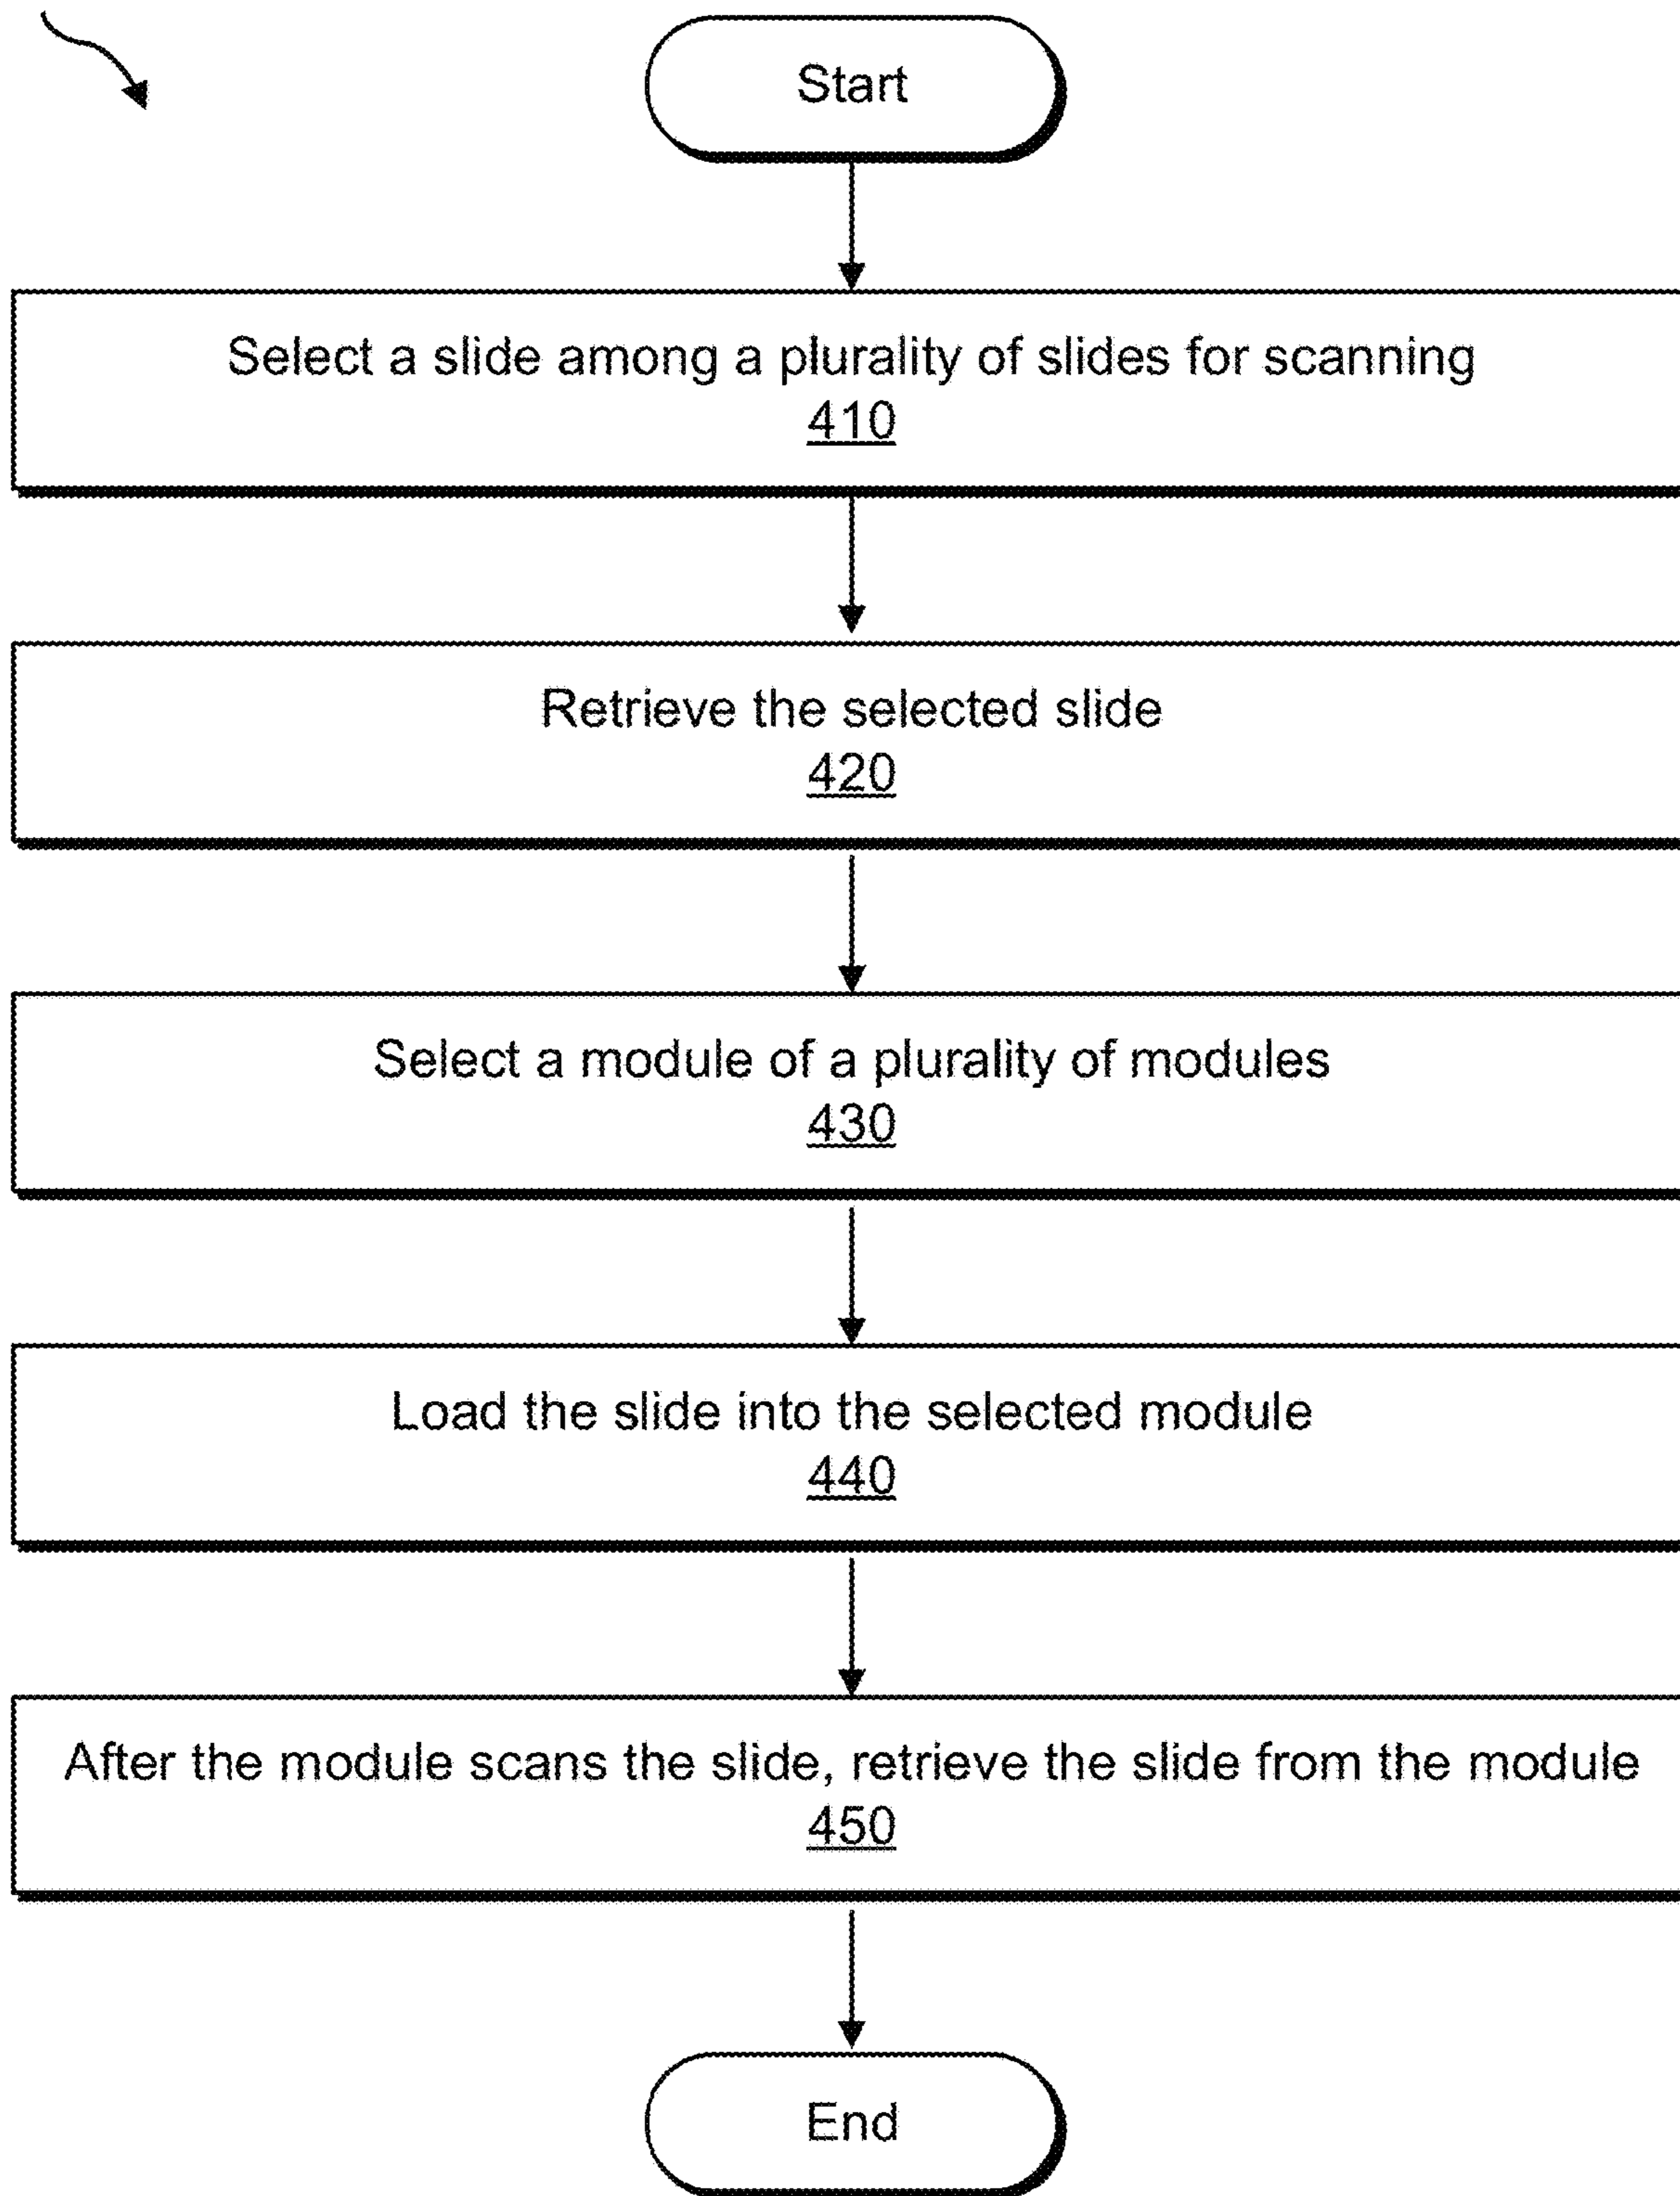 Start
Select a slide among a plurality of slides for scanning
410
Retrieve the selected slide
420
Select a module of a plurality of modules
430
Load the slide into the selected module
440
After the module scans the slide, retrieve the slide from the module
450
End